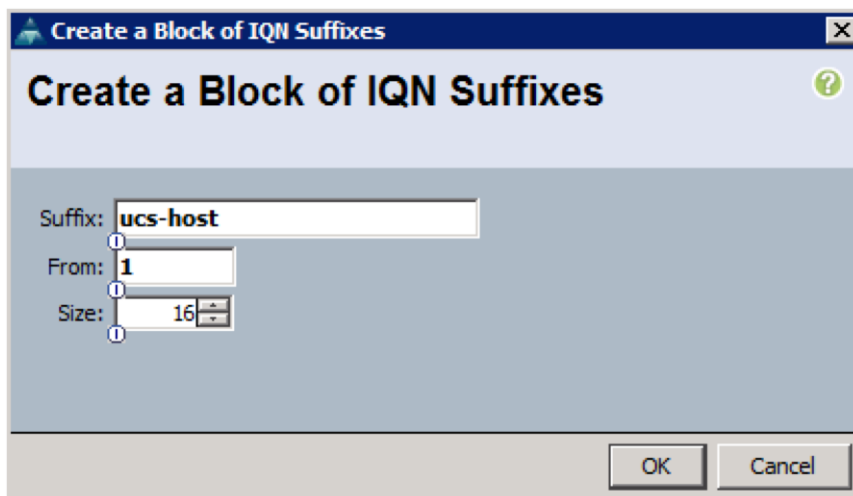 Create a Block of IQN Suffixes
Create a Block of IQN Suffixes
Suffix: ucs-host
From: 1
Size: 16
OK Cancel